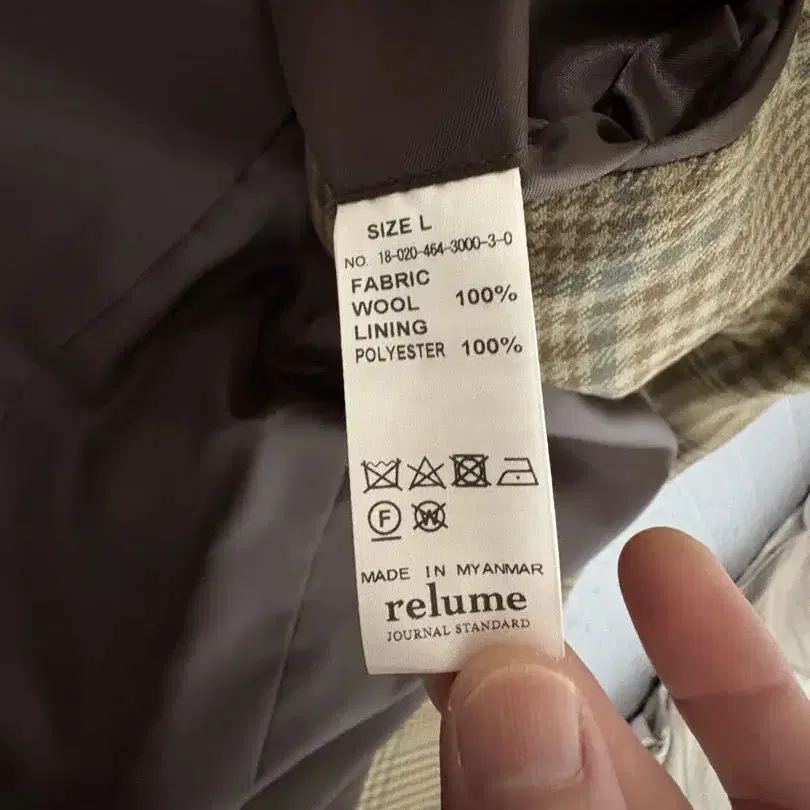 SIZE L
NO. 18-020-464-3000-3-0
FABRIC
WOOL 100%
LINING
POLYESTER 100%
F W
MADE IN MYANMAR
relume
JOURNAL STANDARD